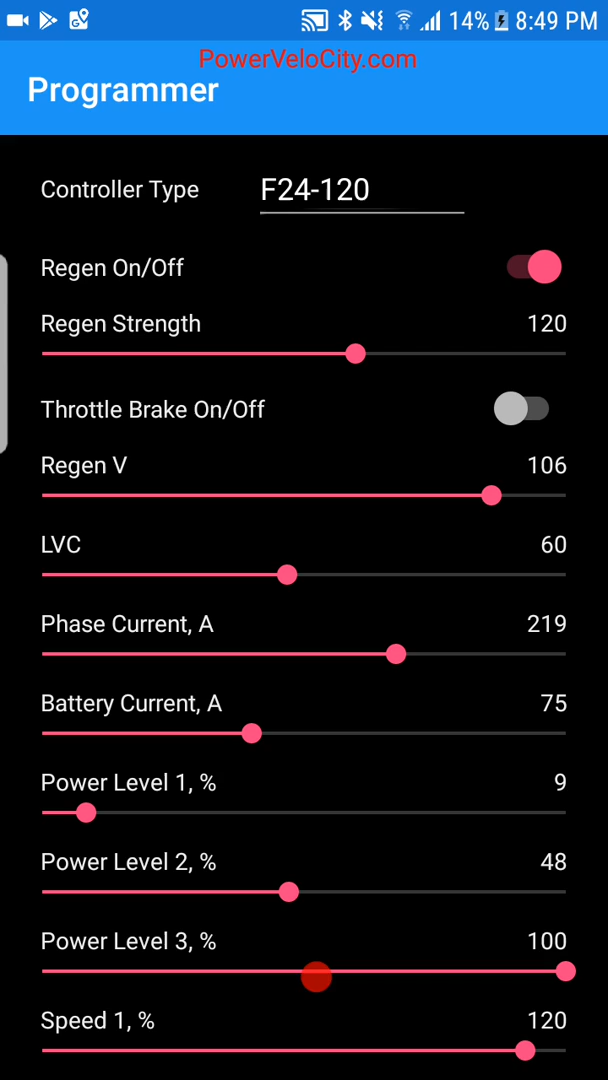 14% 8:49 PM
PowerVeloCity.com
Programmer
Controller Type F24-120
Regen On/Off
Regen Strength 120
Throttle Brake On/Off
Regen V 106
LVC 60
Phase Current, A 219
Battery Current, A 75
Power Level 1, % 9
Power Level 2, % 48
Power Level 3, % 100
Speed 1, % 120